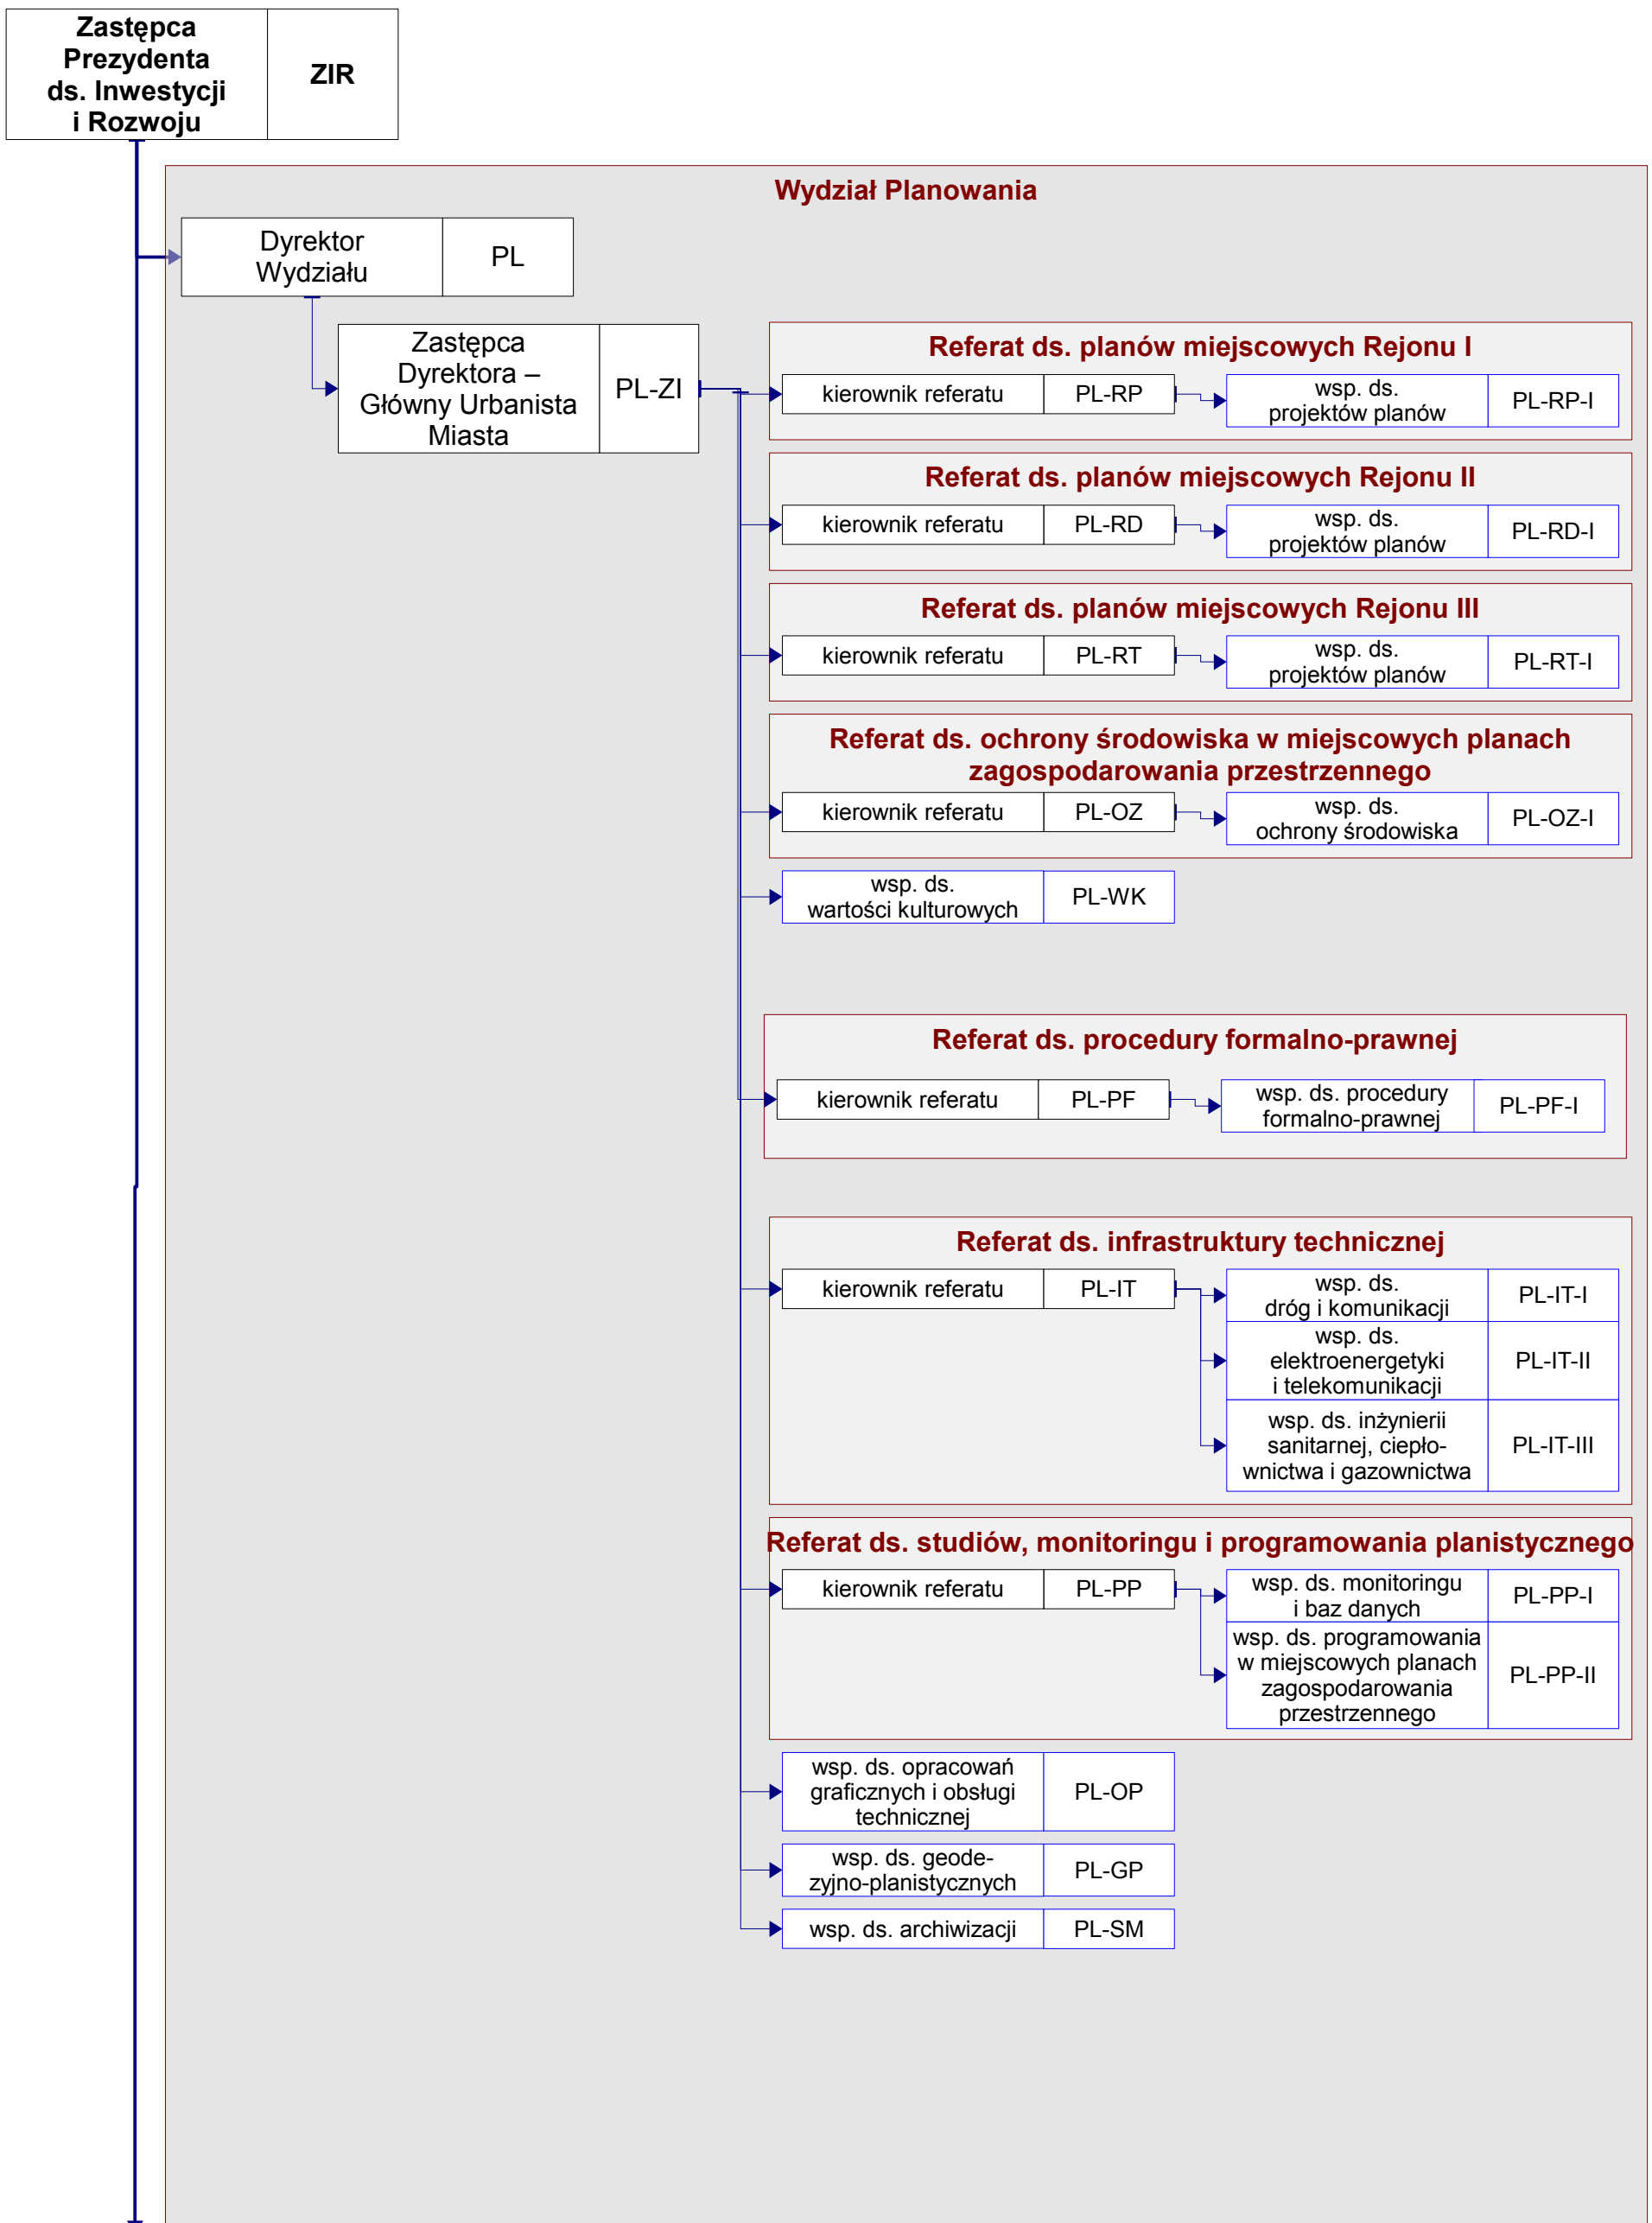 Zastępca
Prezydenta
ds. Inwestycji
i Rozwoju
ZIR
Wydział Planowania
Dyrektor
Wydziału
PL
Zastępca
Dyrektora –
Główny Urbanista
Miasta
PL-ZI
Referat ds. planów miejscowych Rejonu I
kierownik referatu
PL-RP
wsp. ds.
projektów planów
PL-RP-I
Referat ds. planów miejscowych Rejonu II
kierownik referatu
PL-RD
wsp. ds.
projektów planów
PL-RD-I
Referat ds. planów miejscowych Rejonu III
kierownik referatu
PL-RT
wsp. ds.
projektów planów
PL-RT-I
Referat ds. ochrony środowiska w miejscowych planach
zagospodarowania przestrzennego
kierownik referatu
PL-OZ
wsp. ds.
ochrony środowiska
PL-OZ-I
wsp. ds.
wartości kulturowych
PL-WK
Referat ds. procedury formalno-prawnej
kierownik referatu
PL-PF
wsp. ds. procedury
formalno-prawnej
PL-PF-I
Referat ds. infrastruktury technicznej
kierownik referatu
PL-IT
wsp. ds.
dróg i komunikacji
PL-IT-I
wsp. ds.
elektroenergetyki
i telekomunikacji
PL-IT-II
wsp. ds. inżynierii
sanitarnej, ciepło-
wnictwa i gazownictwa
PL-IT-III
Referat ds. studiów, monitoringu i programowania planistycznego
kierownik referatu
PL-PP
wsp. ds. monitoringu
i baz danych
PL-PP-I
wsp. ds. programowania
w miejscowych planach
zagospodarowania
przestrzennego
PL-PP-II
wsp. ds. opracowań
graficznych i obsługi
technicznej
PL-OP
wsp. ds. geode-
zyjno-planistycznych
PL-GP
wsp. ds. archiwizacji
PL-SM